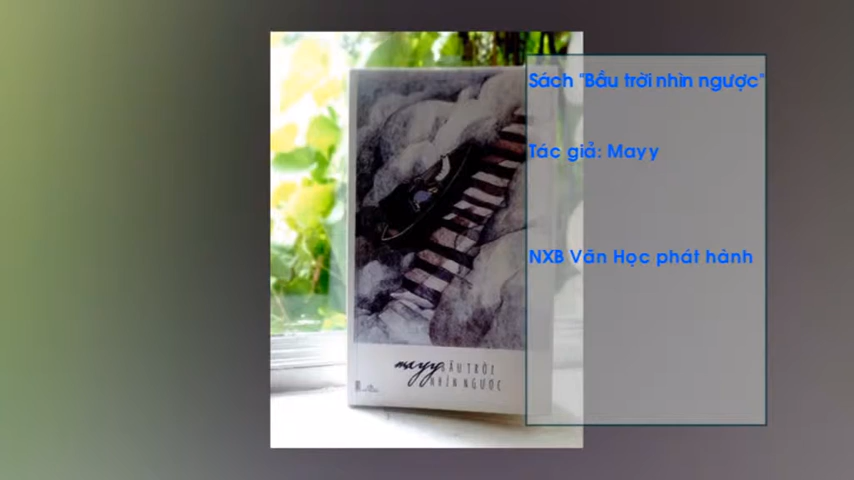 Sách "Bầu trời nhìn ngược"
Tác giả: Mayy
NXB Văn Học phát hành
mayy BẦU TRỜI
NHÌN NGƯỢC